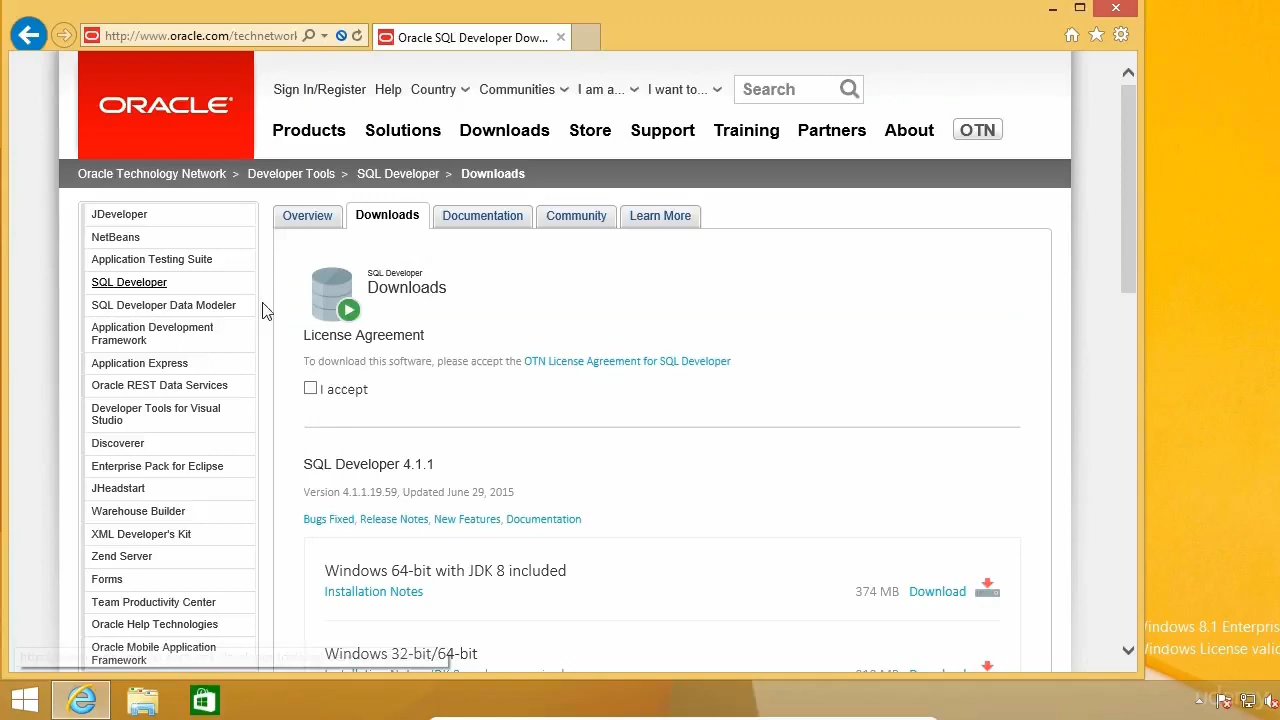 http://www.oracle.com/technetworl
Oracle SQL Developer Dow...
ORACLE
Sign In/Register Help Country Communities I am a... I want to... Search
Products Solutions Downloads Store Support Training Partners About OTN
Oracle Technology Network > Developer Tools > SQL Developer > Downloads
JDeveloper
NetBeans
Application Testing Suite
SQL Developer
SQL Developer Data Modeler
Application Development
Framework
Application Express
Oracle REST Data Services
Developer Tools for Visual
Studio
Discoverer
Enterprise Pack for Eclipse
JHeadstart
Warehouse Builder
XML Developer's Kit
Zend Server
Forms
Team Productivity Center
Oracle Help Technologies
Oracle Mobile Application
Framework
Overview Downloads Documentation Community Learn More
SQL Developer
Downloads
License Agreement
To download this software, please accept the OTN License Agreement for SQL Developer
I accept
SQL Developer 4.1.1
Version 4.1.1.19.59, Updated June 29, 2015
Bugs Fixed, Release Notes, New Features, Documentation
Windows 64-bit with JDK 8 included
Installation Notes 374 MB Download
Windows 32-bit/64-bit
indows 8.1 Enterpris
indows License valid